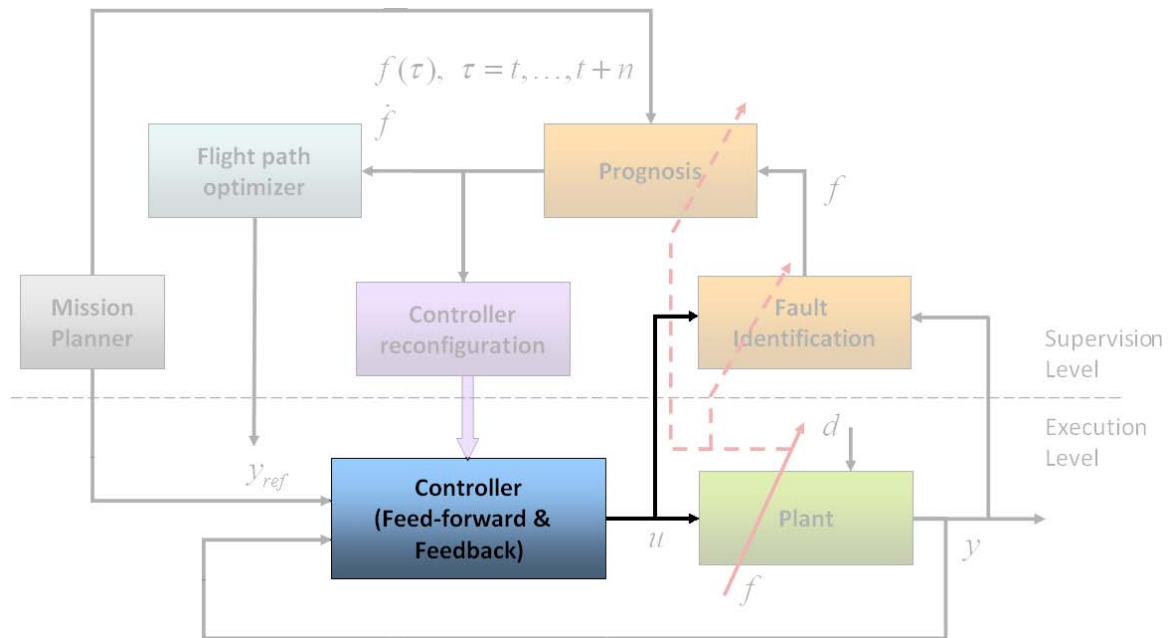 f(τ), τ = t,…,t + n
ḟ
Flight path
optimizer
Prognosis
f
Mission
Planner
Controller
reconfiguration
Fault
Identification
Supervision
Level
Execution
Level
d
y_ref
Controller
(Feed-forward &
Feedback)
u
Plant
y
f